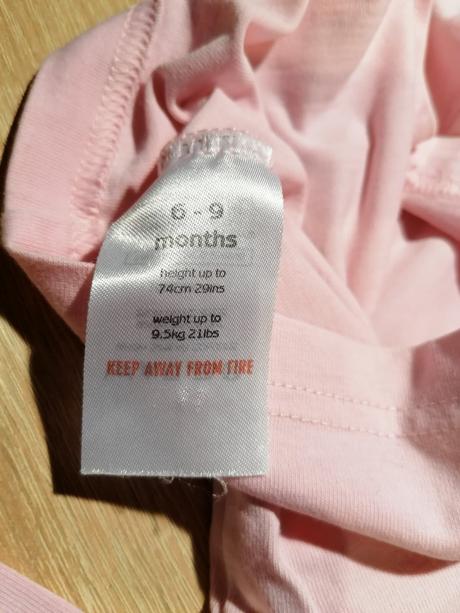 6 - 9
months
height up to
74cm 29ins
weight up to
9.5kg 21lbs
KEEP AWAY FROM FIRE